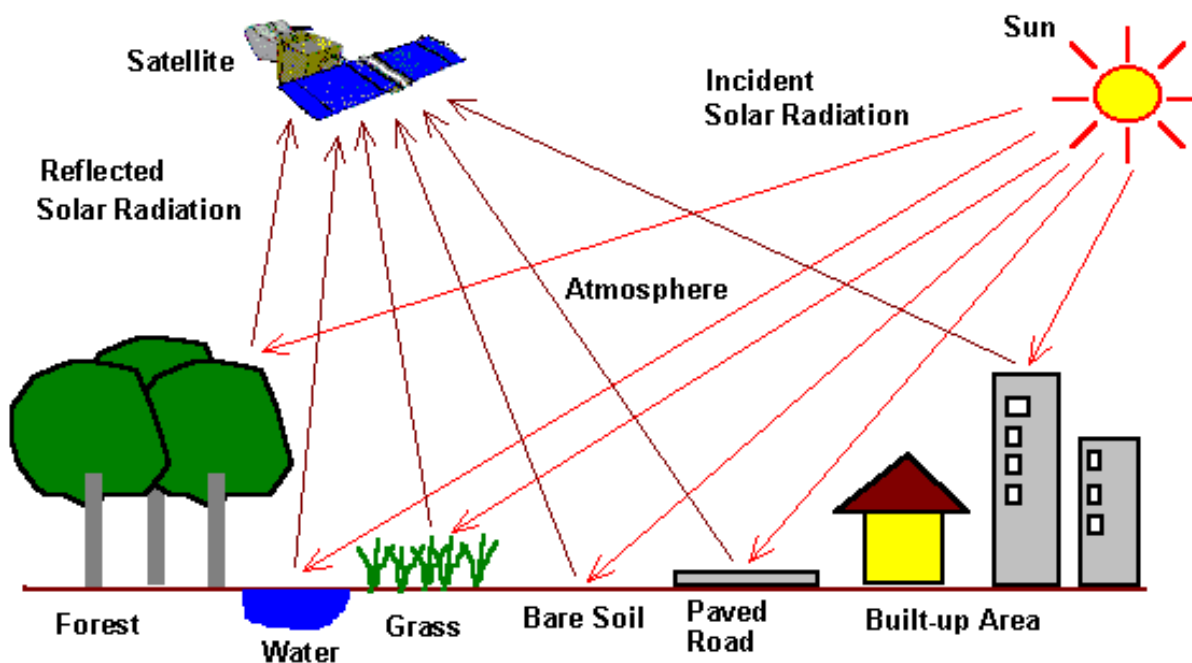 Sun
Satellite
Incident
Solar Radiation
Reflected
Solar Radiation
Atmosphere
Forest
Water
Grass
Bare Soil
Paved
Road
Built-up Area